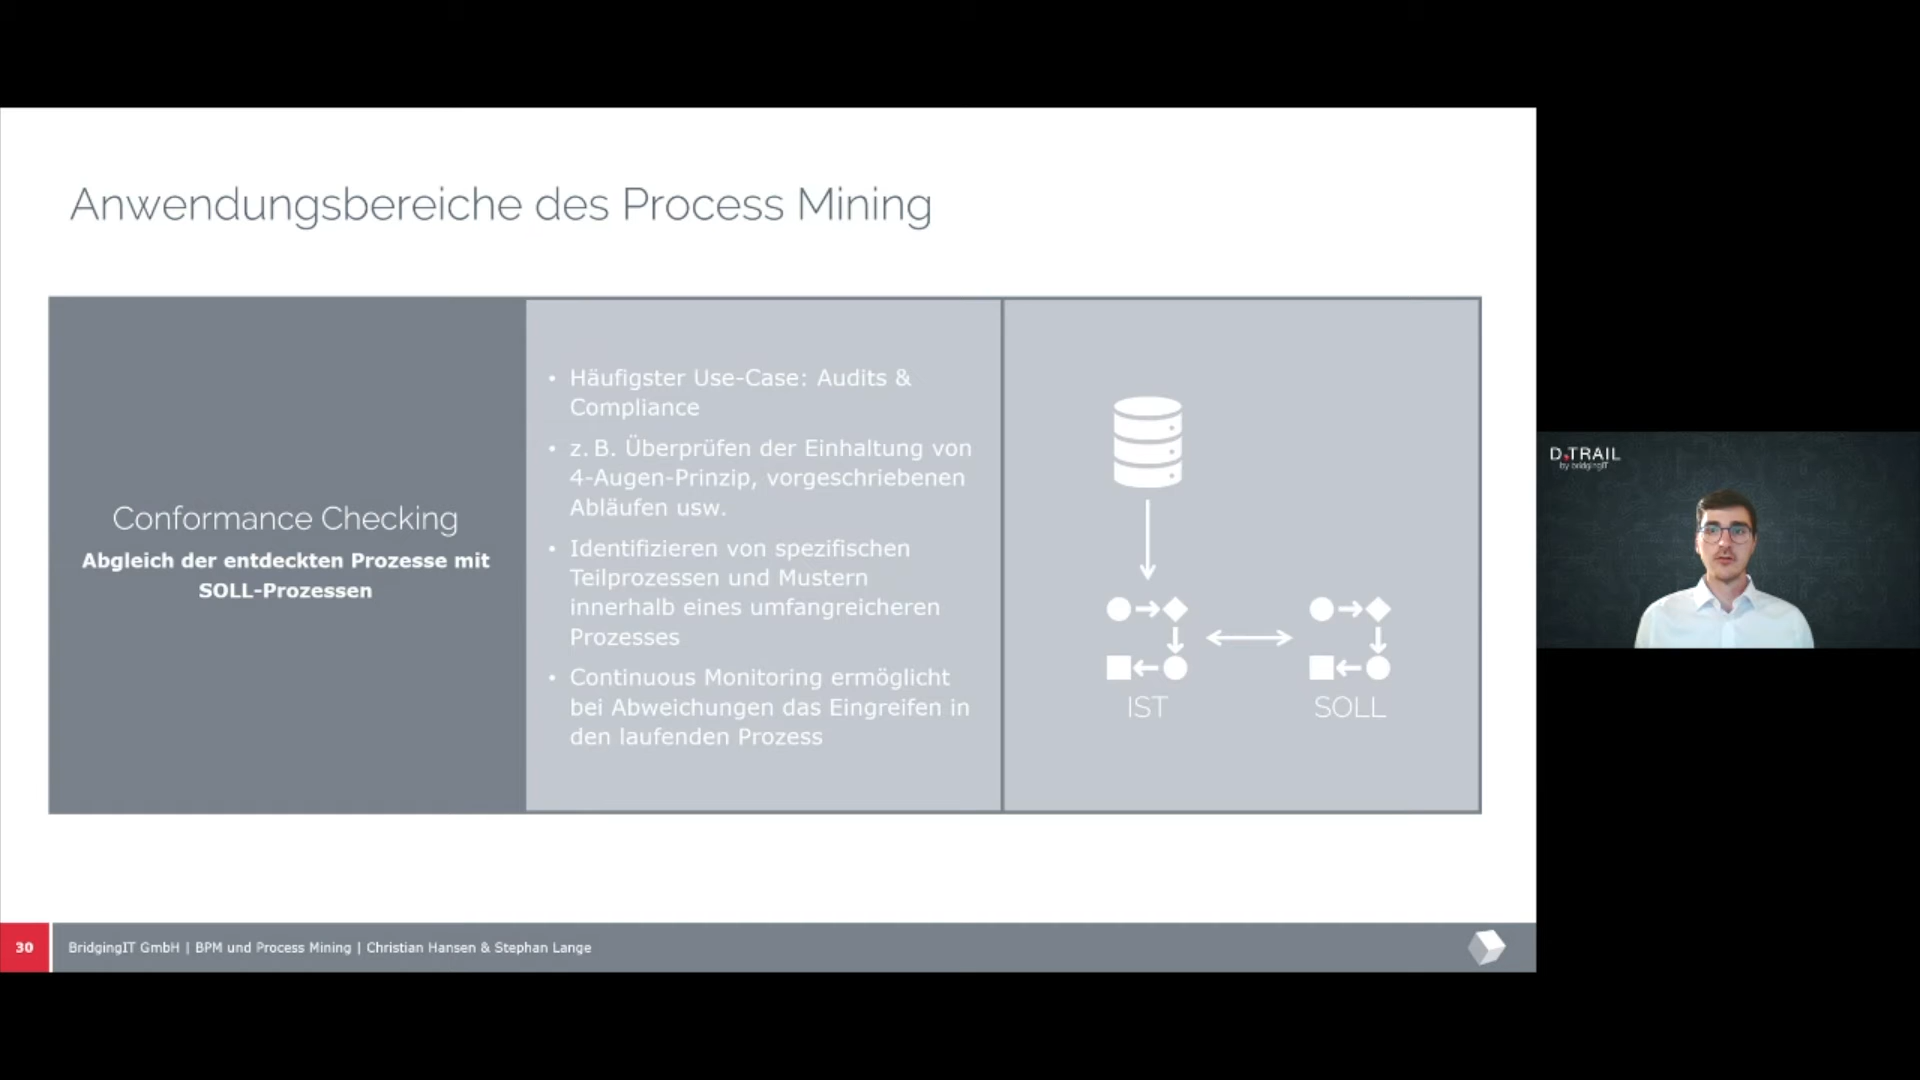 Anwendungsbereiche des Process Mining
Conformance Checking
Abgleich der entdeckten Prozesse mit
SOLL-Prozessen
• Häufigster Use-Case: Audits &
Compliance
• z. B. Überprüfen der Einhaltung von
4-Augen-Prinzip, vorgeschriebenen
Abläufen usw.
• Identifizieren von spezifischen
Teilprozessen und Mustern
innerhalb eines umfangreicheren
Prozesses
• Continuous Monitoring ermöglicht
bei Abweichungen das Eingreifen in
den laufenden Prozess
IST
SOLL
30
BridgingIT GmbH | BPM und Process Mining | Christian Hansen & Stephan Lange
D.TRAIL
by bridgingIT